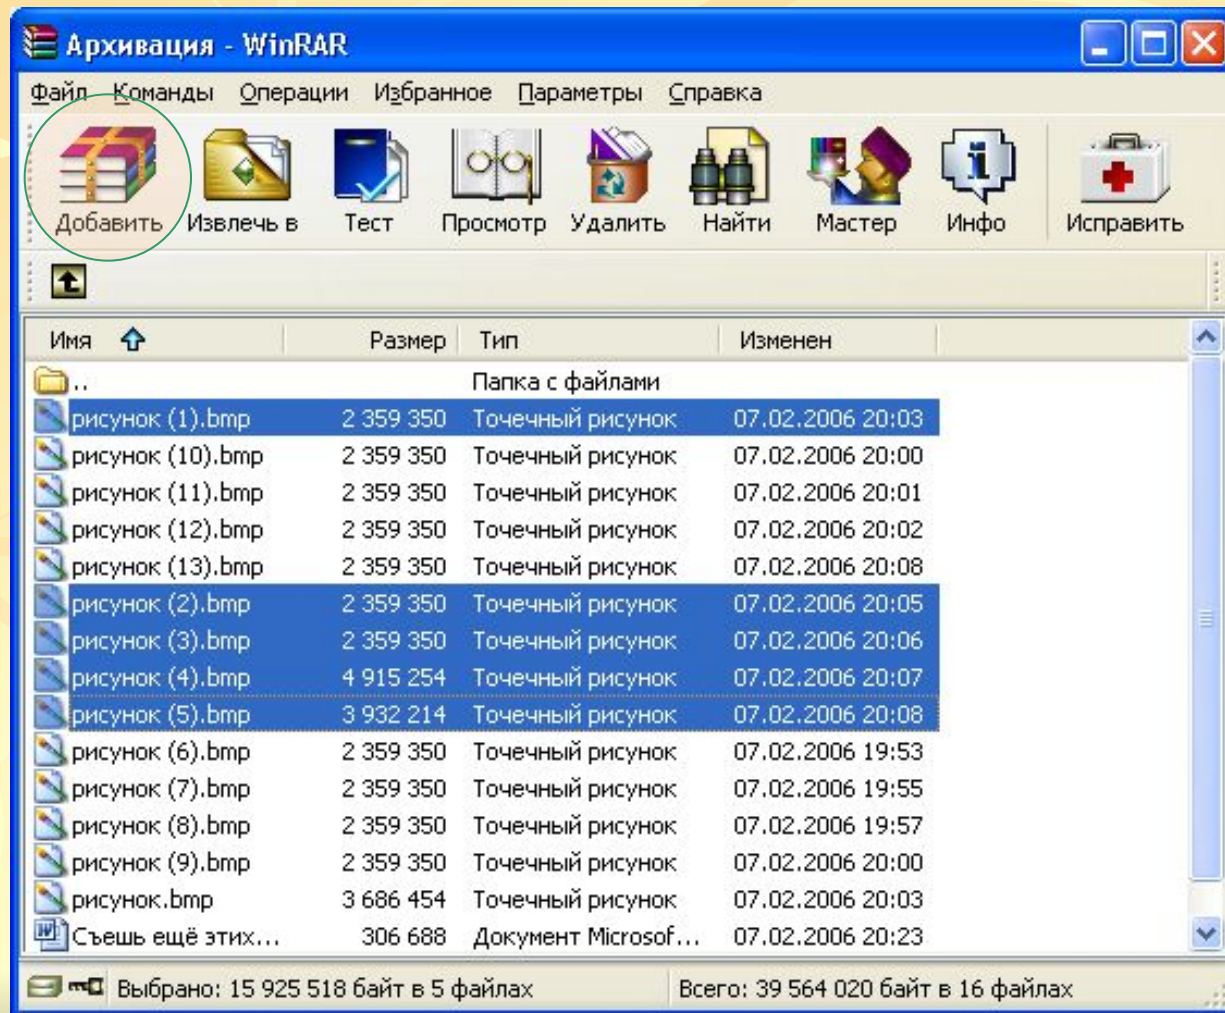 Архивация - WinRAR
Файл Команды Операции Избранное Параметры Справка
Добавить Извлечь в Тест Просмотр Удалить Найти Мастер Инфо Исправить
Имя Размер Тип Изменен
.. Папка с файлами
рисунок (1).bmp 2 359 350 Точечный рисунок 07.02.2006 20:03
рисунок (10).bmp 2 359 350 Точечный рисунок 07.02.2006 20:00
рисунок (11).bmp 2 359 350 Точечный рисунок 07.02.2006 20:01
рисунок (12).bmp 2 359 350 Точечный рисунок 07.02.2006 20:02
рисунок (13).bmp 2 359 350 Точечный рисунок 07.02.2006 20:08
рисунок (2).bmp 2 359 350 Точечный рисунок 07.02.2006 20:05
рисунок (3).bmp 2 359 350 Точечный рисунок 07.02.2006 20:06
рисунок (4).bmp 4 915 254 Точечный рисунок 07.02.2006 20:07
рисунок (5).bmp 3 932 214 Точечный рисунок 07.02.2006 20:08
рисунок (6).bmp 2 359 350 Точечный рисунок 07.02.2006 19:53
рисунок (7).bmp 2 359 350 Точечный рисунок 07.02.2006 19:55
рисунок (8).bmp 2 359 350 Точечный рисунок 07.02.2006 19:57
рисунок (9).bmp 2 359 350 Точечный рисунок 07.02.2006 20:00
рисунок.bmp 3 686 454 Точечный рисунок 07.02.2006 20:03
Съешь ещё этих... 306 688 Документ Microsof... 07.02.2006 20:23
Выбрано: 15 925 518 байт в 5 файлах Всего: 39 564 020 байт в 16 файлах